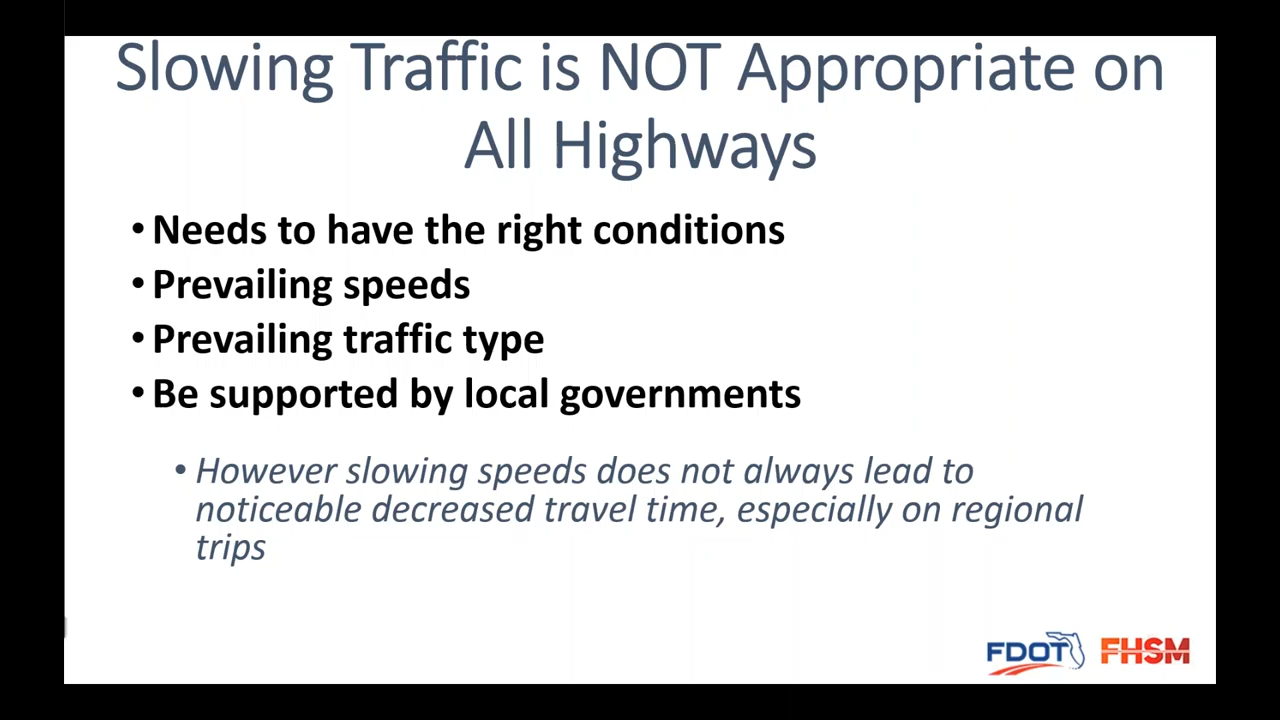 Slowing Traffic is NOT Appropriate on
All Highways
• Needs to have the right conditions
• Prevailing speeds
• Prevailing traffic type
• Be supported by local governments
• However slowing speeds does not always lead to
noticeable decreased travel time, especially on regional
trips
FDOT FHSM